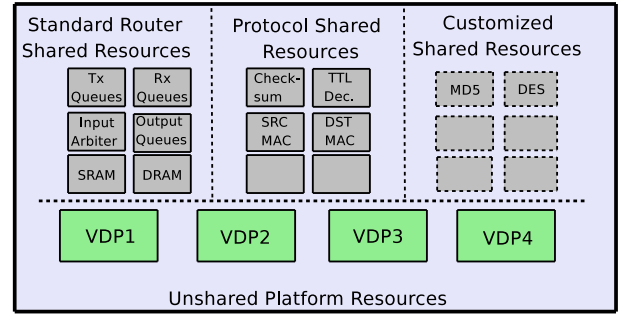 Standard Router
Shared Resources
Tx
Queues
Rx
Queues
Input
Arbiter
Output
Queues
SRAM
DRAM
Protocol Shared
Resources
Check-
sum
TTL
Dec.
SRC
MAC
DST
MAC
Customized
Shared Resources
MD5
DES
VDP1
VDP2
VDP3
VDP4
Unshared Platform Resources